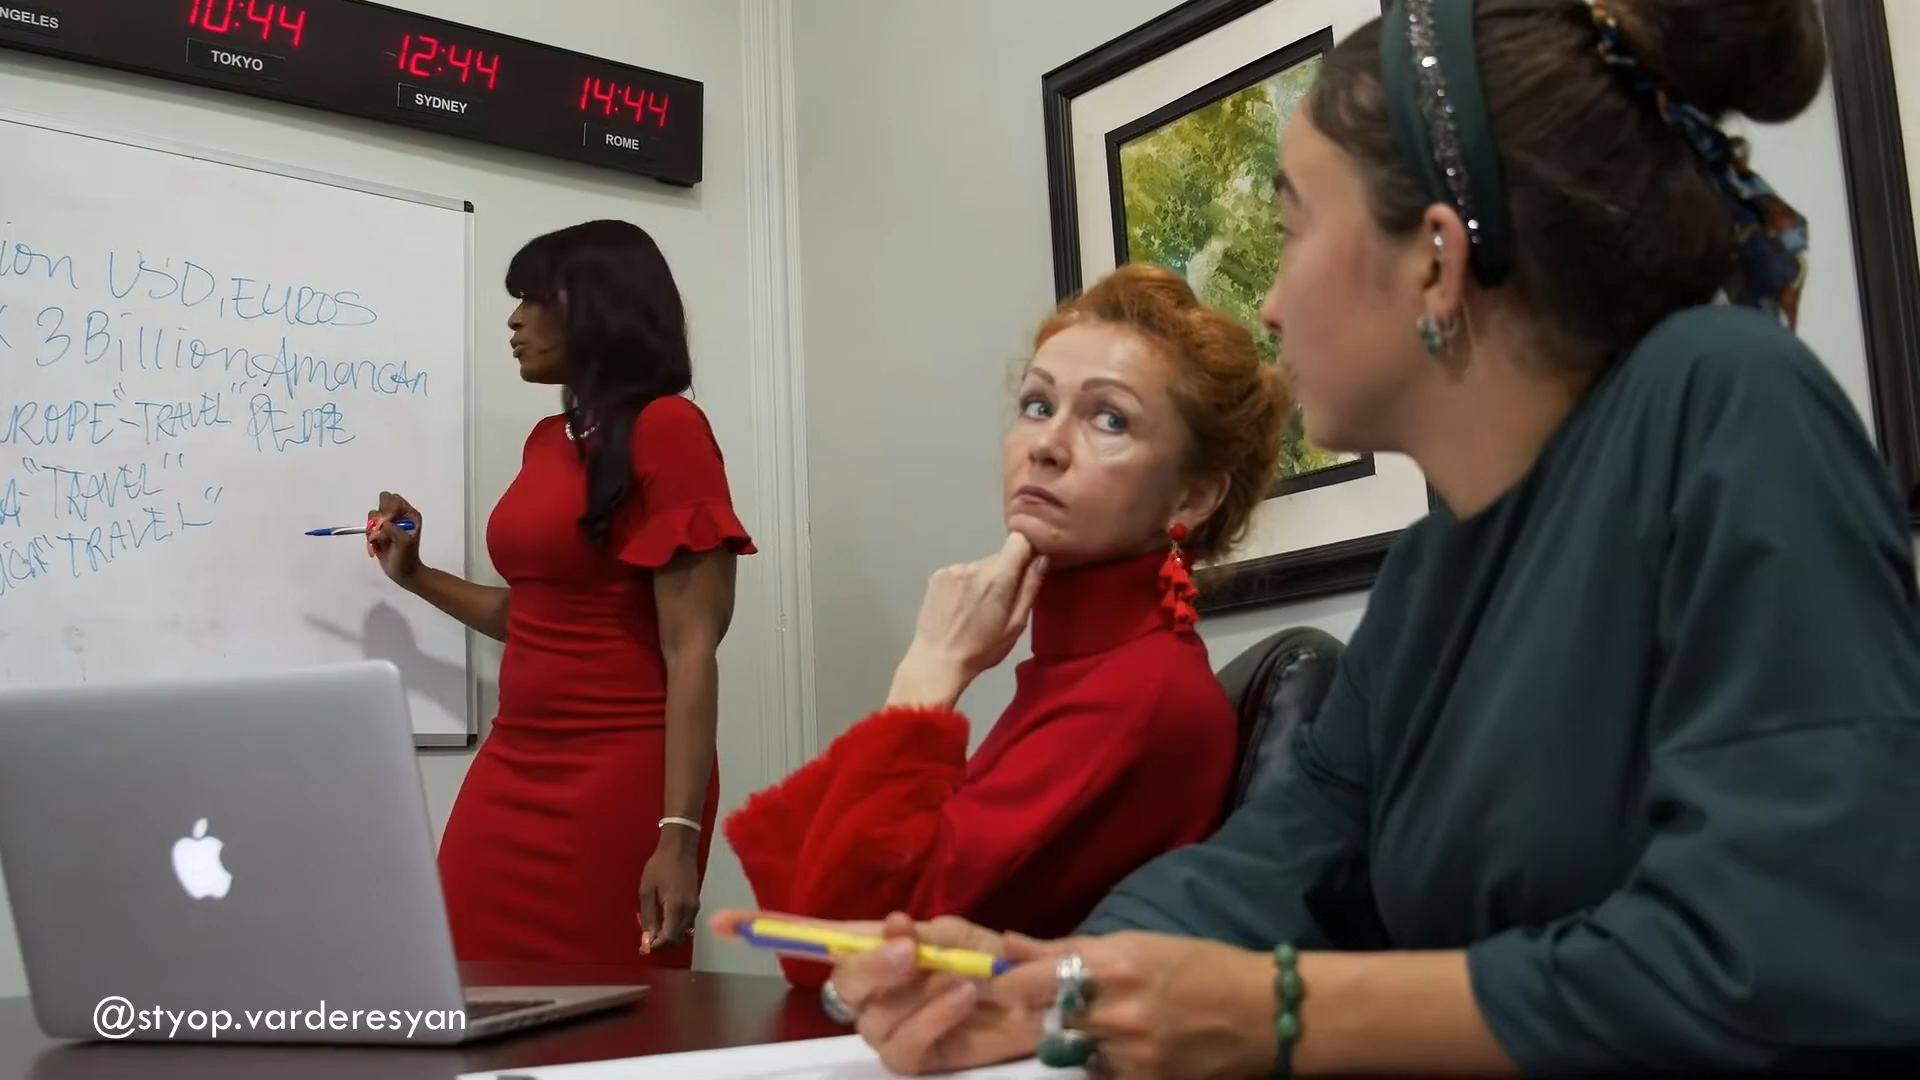 NGELES
10:44
TOKYO
12:44
SYDNEY
14:44
ROME
ion USD, EUROS
3 Billion American
UROPE "TRAVEL"
"TRAVEL"
"TRAVEL"
@styop.varderesyan